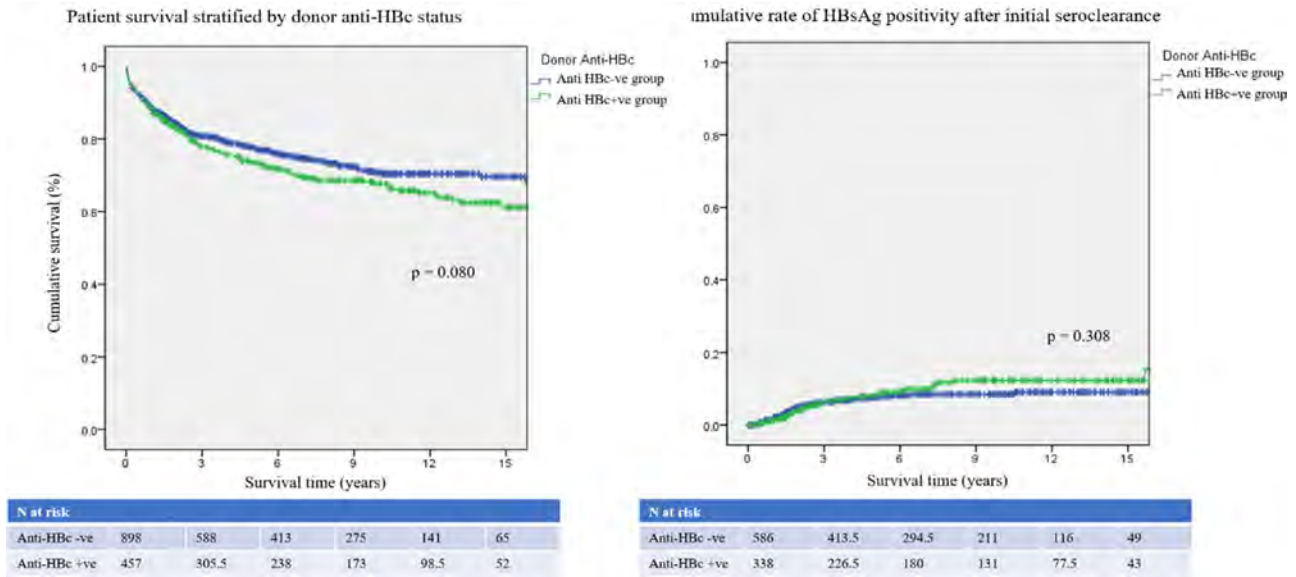 Patient survival stratified by donor anti-HBc status
Donor Anti-HBc
Anti HBc-ve group
Anti HBc+ve group
1.0
0.8
0.6
0.4
0.2
0.0
Cumulative survival (%)
p = 0.080
0 3 6 9 12 15
Survival time (years)
N at risk
Anti-HBc -ve 898 588 413 275 141 65
Anti-HBc +ve 457 305.5 238 173 98.5 52
mulative rate of HBsAg positivity after initial seroclearance
Donor Anti-HBc
Anti HBc-ve group
Anti HBc+ve group
1.0
0.8
0.6
0.4
0.2
0.0
p = 0.308
0 3 6 9 12 15
Survival time (years)
N at risk
Anti-HBc -ve 586 413.5 294.5 211 116 49
Anti-HBc +ve 338 226.5 180 131 77.5 43